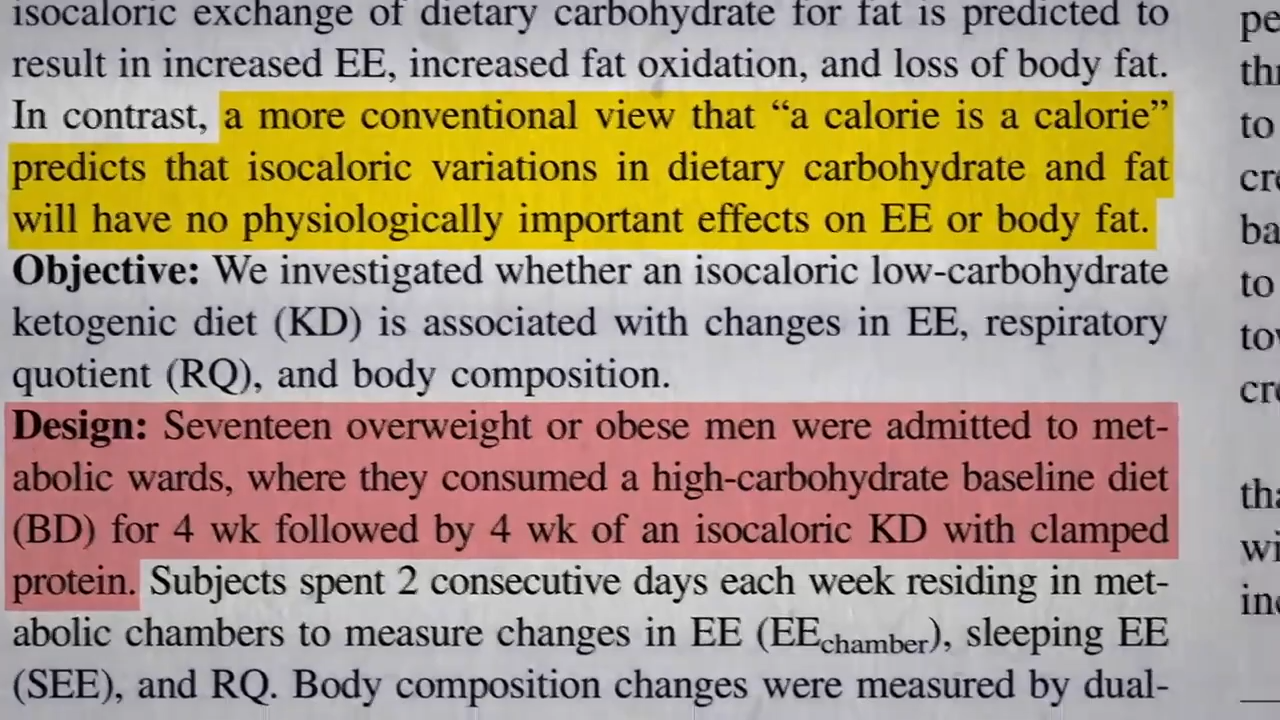 isocaloric exchange of dietary carbohydrate for fat is predicted to
result in increased EE, increased fat oxidation, and loss of body fat.
In contrast, a more conventional view that “a calorie is a calorie”
predicts that isocaloric variations in dietary carbohydrate and fat
will have no physiologically important effects on EE or body fat.
Objective: We investigated whether an isocaloric low-carbohydrate
ketogenic diet (KD) is associated with changes in EE, respiratory
quotient (RQ), and body composition.
Design: Seventeen overweight or obese men were admitted to met-
abolic wards, where they consumed a high-carbohydrate baseline diet
(BD) for 4 wk followed by 4 wk of an isocaloric KD with clamped
protein. Subjects spent 2 consecutive days each week residing in met-
abolic chambers to measure changes in EE (EEchamber), sleeping EE
(SEE), and RQ. Body composition changes were measured by dual-
to
to